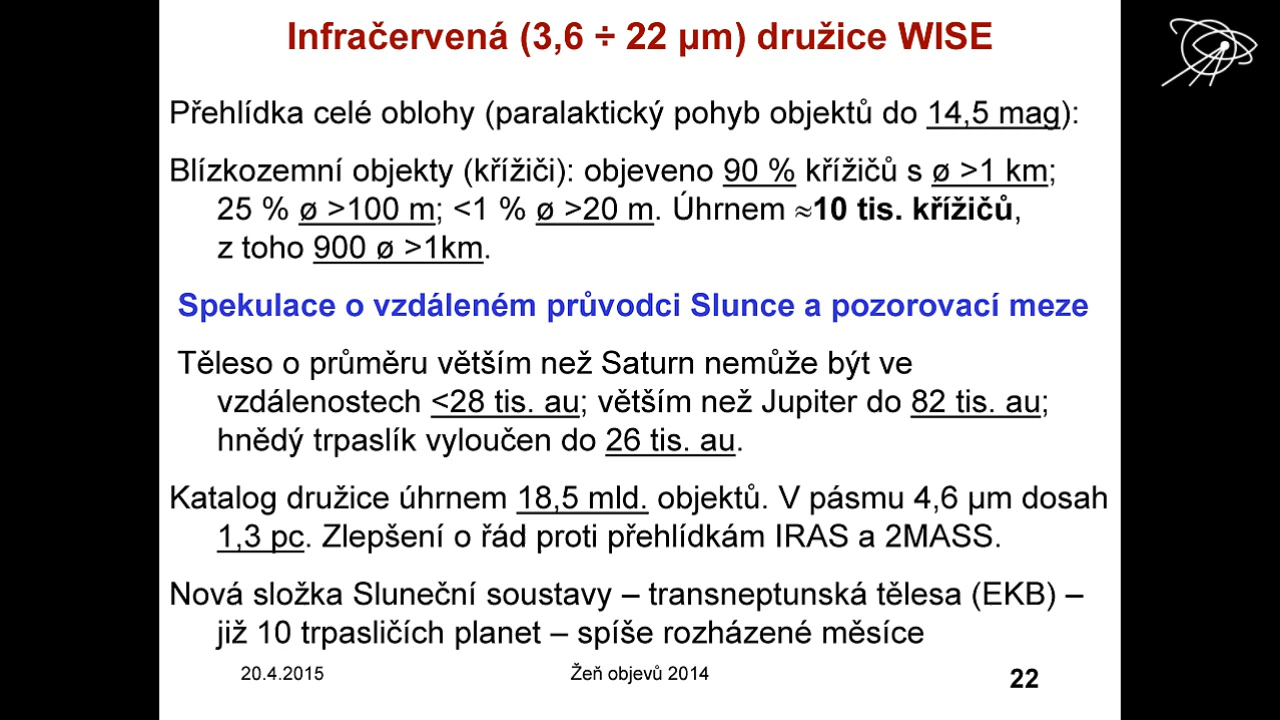 Infračervená (3,6 ÷ 22 μm) družice WISE
Přehlídka celé oblohy (paralaktický pohyb objektů do 14,5 mag):
Blízkozemní objekty (křížiči): objeveno 90 % křížičů s ø >1 km;
25 % ø >100 m; <1 % ø >20 m. Úhrnem ≈10 tis. křížičů,
z toho 900 ø >1km.
Spekulace o vzdáleném průvodci Slunce a pozorovací meze
Těleso o průměru větším než Saturn nemůže být ve
vzdálenostech <28 tis. au; větším než Jupiter do 82 tis. au;
hnědý trpaslík vyloučen do 26 tis. au.
Katalog družice úhrnem 18,5 mld. objektů. V pásmu 4,6 μm dosah
1,3 pc. Zlepšení o řád proti přehlídkám IRAS a 2MASS.
Nová složka Sluneční soustavy – transneptunská tělesa (EKB) –
již 10 trpasličích planet – spíše rozházené měsíce
20.4.2015 Žeň objevů 2014 22